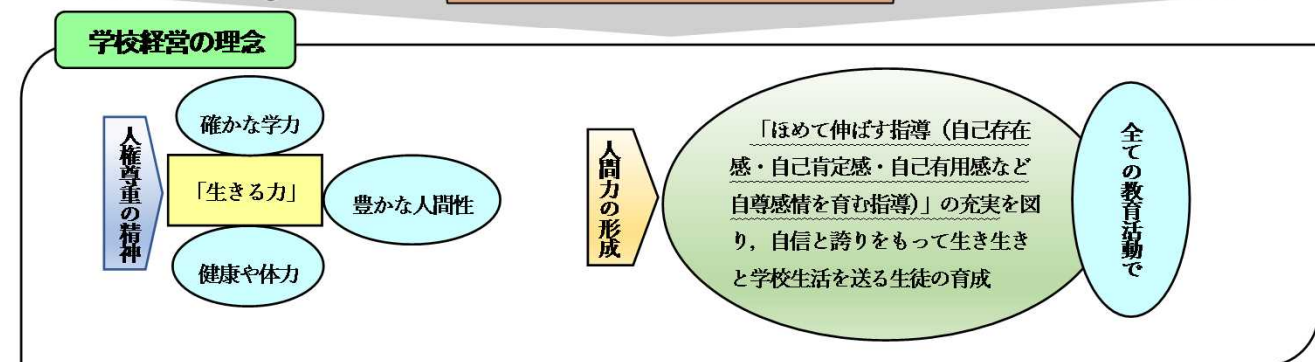 学校経営の理念
人権尊重の精神
確かな学力
「生きる力」
豊かな人間性
健康や体力
人間力の形成
「ほめて伸ばす指導（自己存在
感・自己肯定感・自己有用感など
自尊感情を育む指導）」の充実を図
り，自信と誇りをもって生き生き
と学校生活を送る生徒の育成
全ての教育活動で